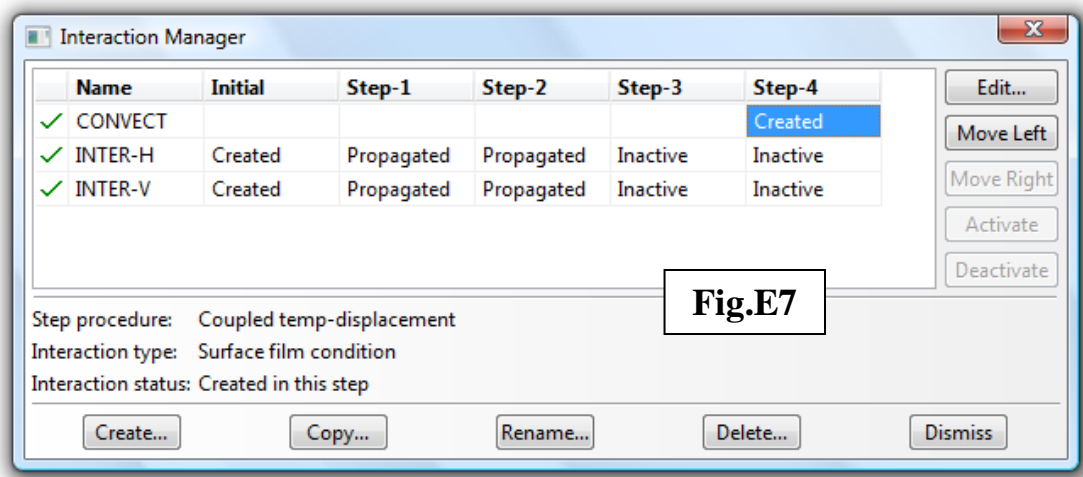 Interaction Manager
Name Initial Step-1 Step-2 Step-3 Step-4
CONVECT Created
INTER-H Created Propagated Propagated Inactive Inactive
INTER-V Created Propagated Propagated Inactive Inactive
Edit...
Move Left
Move Right
Activate
Deactivate
Fig.E7
Step procedure: Coupled temp-displacement
Interaction type: Surface film condition
Interaction status: Created in this step
Create... Copy... Rename... Delete... Dismiss